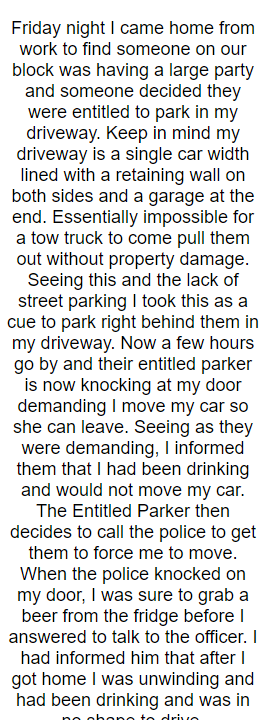 Friday night I came home from
work to find someone on our
block was having a large party
and someone decided they
were entitled to park in my
driveway. Keep in mind my
driveway is a single car width
lined with a retaining wall on
both sides and a garage at the
end. Essentially impossible for
a tow truck to come pull them
out without property damage.
Seeing this and the lack of
street parking I took this as a
cue to park right behind them in
my driveway. Now a few hours
go by and their entitled parker
is now knocking at my door
demanding I move my car so
she can leave. Seeing as they
were demanding, I informed
them that I had been drinking
and would not move my car.
The Entitled Parker then
decides to call the police to get
them to force me to move.
When the police knocked on
my door, I was sure to grab a
beer from the fridge before I
answered to talk to the officer. I
had informed him that after I
got home I was unwinding and
had been drinking and was in
no shape to drive